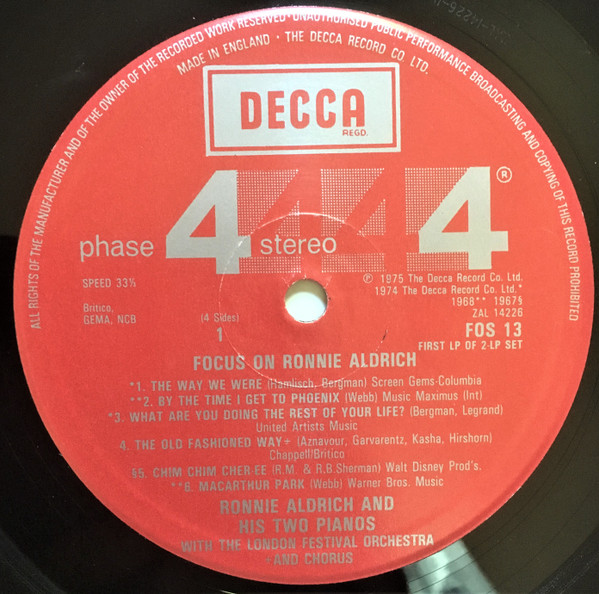 ALL RIGHTS OF THE MANUFACTURER AND OF THE OWNER OF THE RECORDED WORK RESERVED · UNAUTHORISED PUBLIC PERFORMANCE BROADCASTING AND COPYING OF THIS RECORD PROHIBITED
MADE IN ENGLAND · THE DECCA RECORD CO LTD.
DECCA
REGD.
phase 4 stereo 4 4 4 ®
SPEED 33⅓
Britico,
GEMA, NCB
(4 Sides)
1
℗ 1975 The Decca Record Co. Ltd.
1974 The Decca Record Co. Ltd.*
1968** 1967§
ZAL 14226
FOS 13
FIRST LP OF 2-LP SET
FOCUS ON RONNIE ALDRICH
*1. THE WAY WE WERE (Hamlisch, Bergman) Screen Gems-Columbia
**2. BY THE TIME I GET TO PHOENIX (Webb) Music Maximus (Int)
*3. WHAT ARE YOU DOING THE REST OF YOUR LIFE? (Bergman, Legrand)
United Artists Music
4. THE OLD FASHIONED WAY+ (Aznavour, Garvarentz, Kasha, Hirshorn)
Chappell/Britico
§5. CHIM CHIM CHER-EE (R.M. & R.B.Sherman) Walt Disney Prod's.
**6. MACARTHUR PARK (Webb) Warner Bros. Music
RONNIE ALDRICH AND
HIS TWO PIANOS
WITH THE LONDON FESTIVAL ORCHESTRA
+AND CHORUS